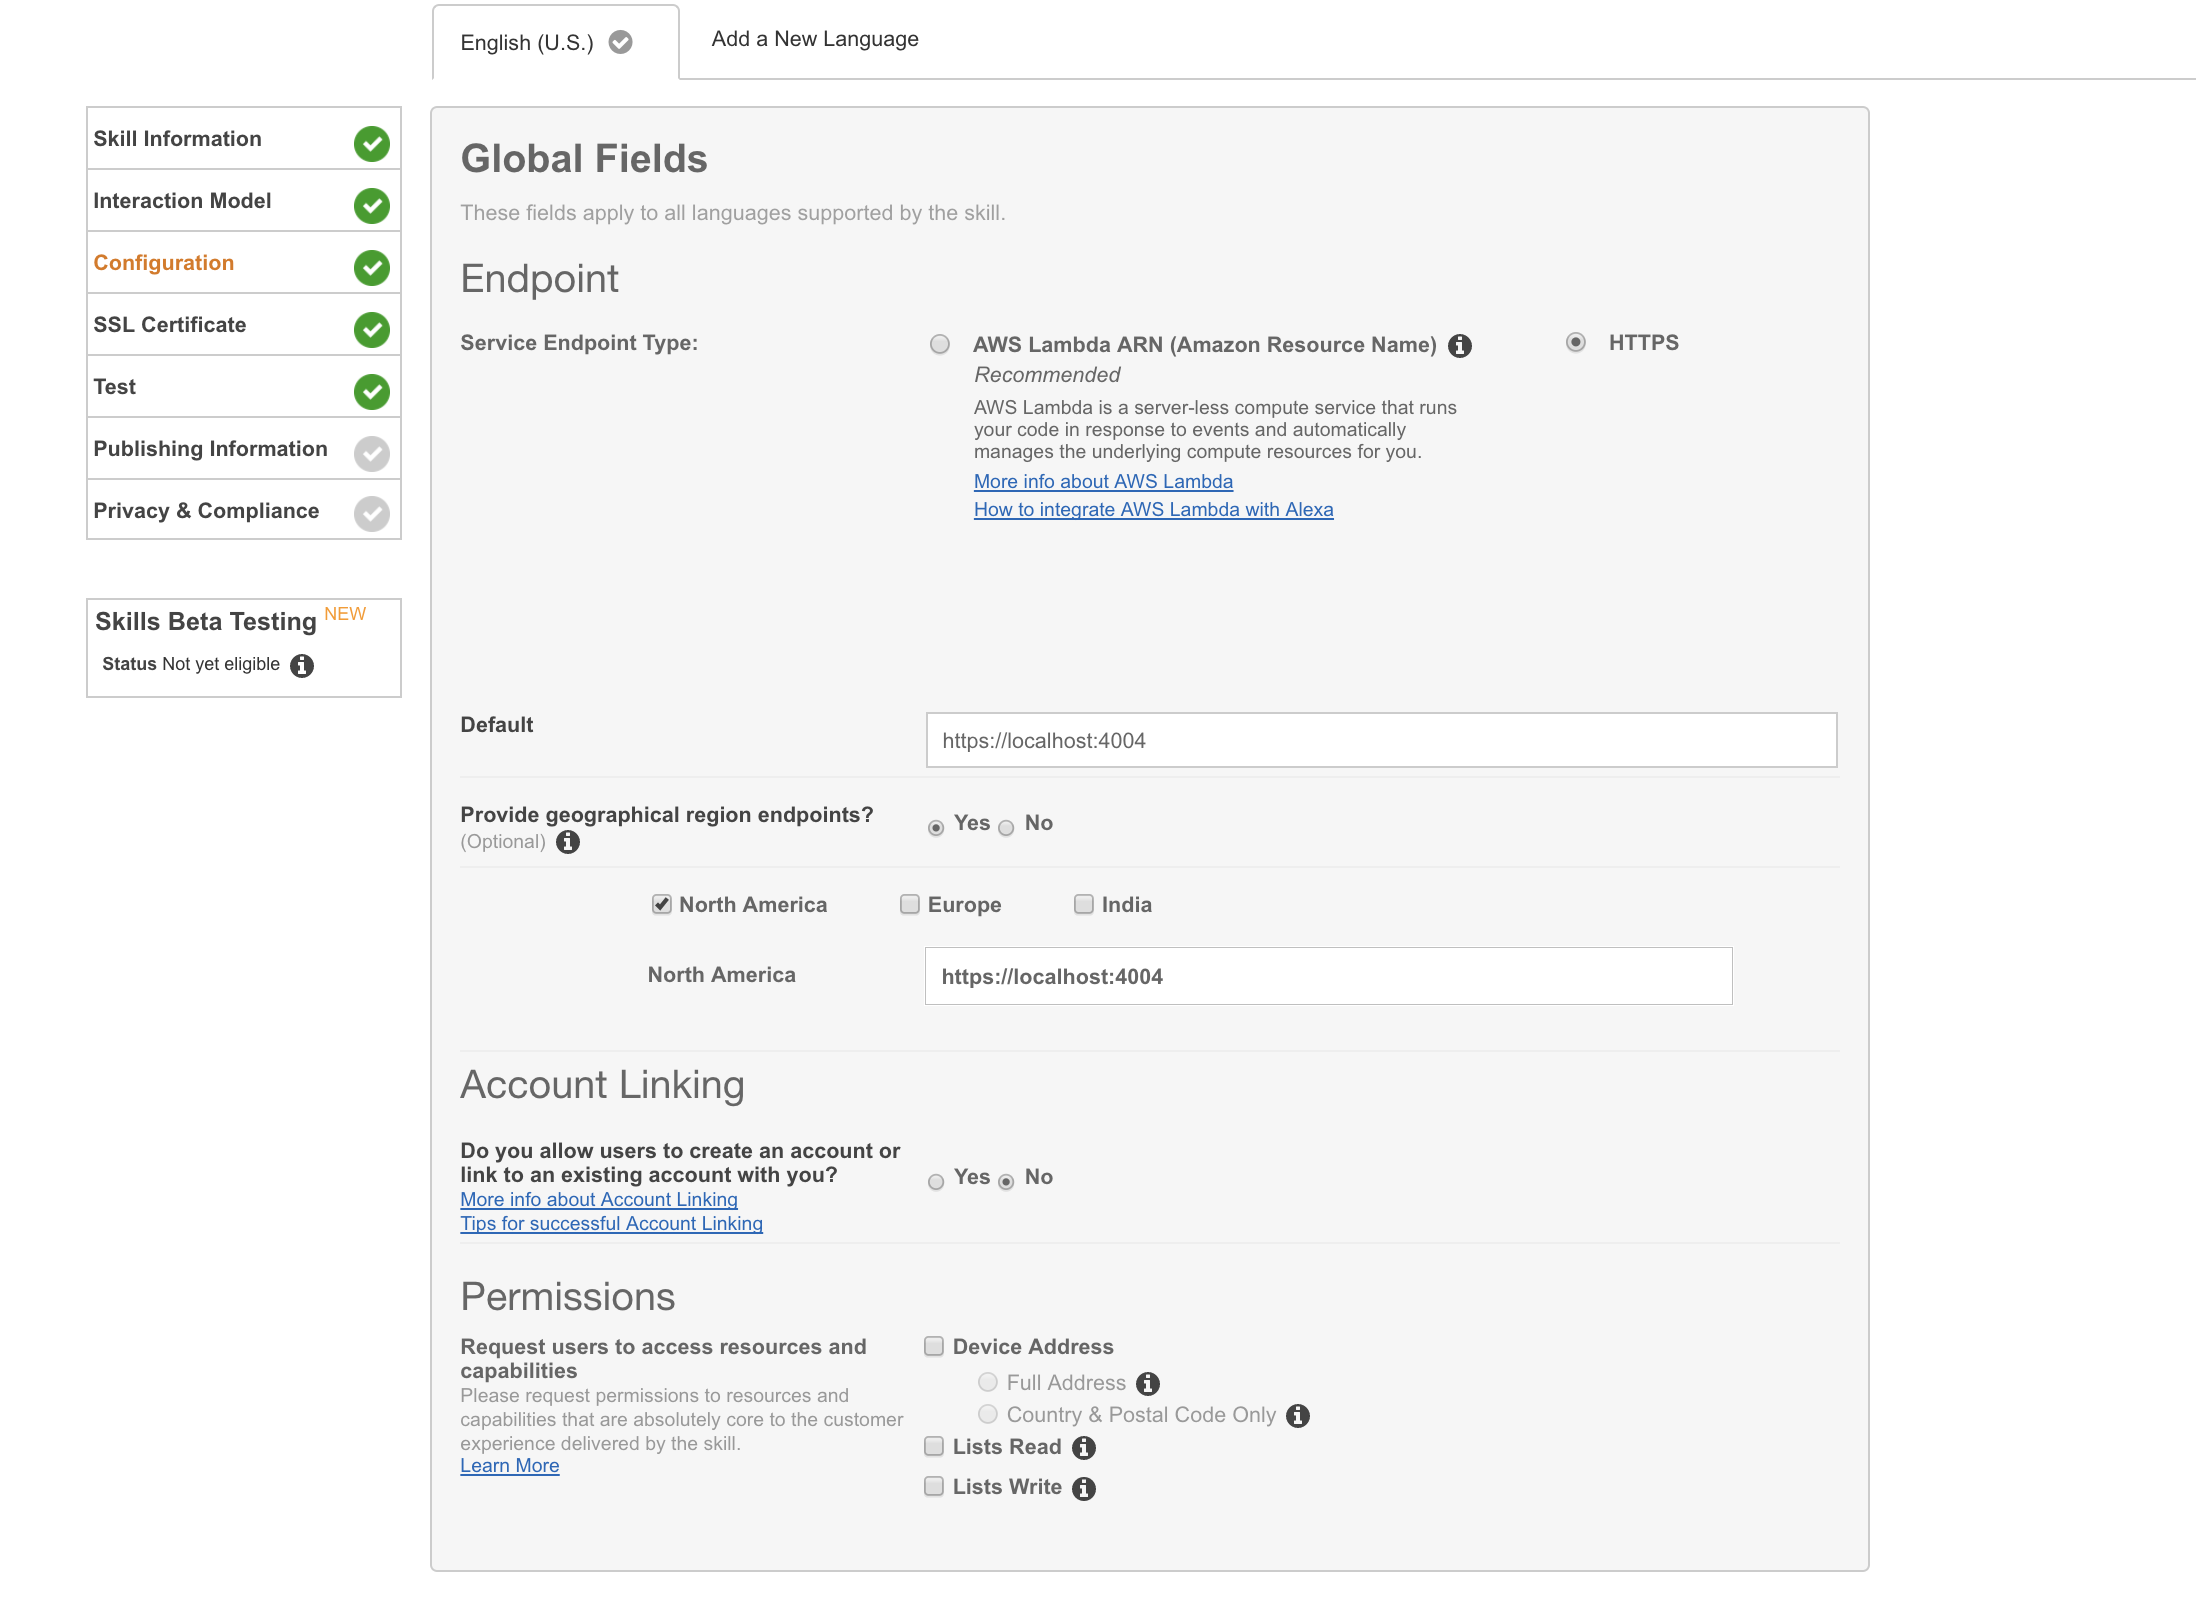 English (U.S.)
Add a New Language
Skill Information
Interaction Model
Configuration
SSL Certificate
Test
Publishing Information
Privacy & Compliance
Skills Beta Testing NEW
Status Not yet eligible
Global Fields
These fields apply to all languages supported by the skill.
Endpoint
Service Endpoint Type:
AWS Lambda ARN (Amazon Resource Name)
Recommended
AWS Lambda is a server-less compute service that runs
your code in response to events and automatically
manages the underlying compute resources for you.
More info about AWS Lambda
How to integrate AWS Lambda with Alexa
HTTPS
Default
https://localhost:4004
Provide geographical region endpoints?
(Optional)
Yes No
North America Europe India
North America
https://localhost:4004
Account Linking
Do you allow users to create an account or
link to an existing account with you?
More info about Account Linking
Tips for successful Account Linking
Yes No
Permissions
Request users to access resources and
capabilities
Please request permissions to resources and
capabilities that are absolutely core to the customer
experience delivered by the skill.
Learn More
Device Address
Full Address
Country & Postal Code Only
Lists Read
Lists Write